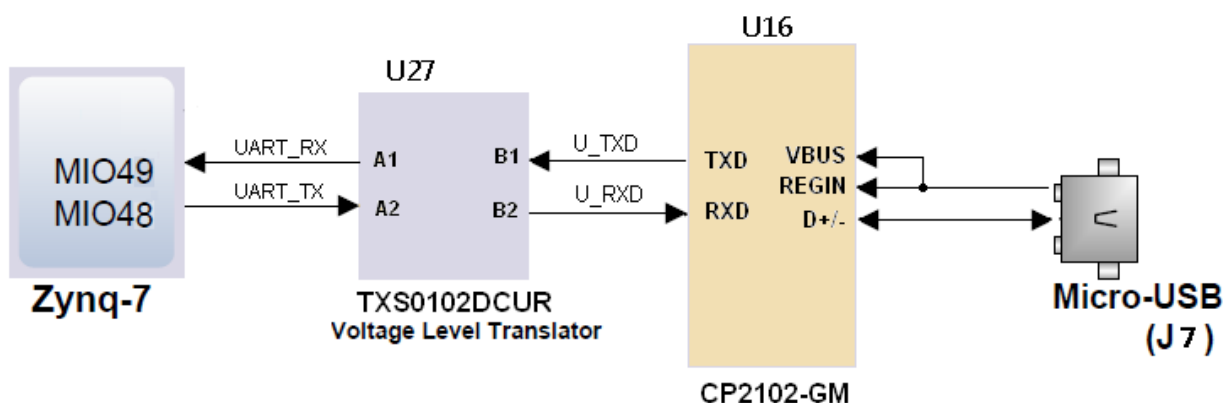 U16
U27
MIO49
MIO48
UART_RX
UART_TX
A1
A2
B1
B2
U_TXD
U_RXD
TXD
RXD
VBUS
REGIN
D+/-
Zynq-7
TXS0102DCUR
Voltage Level Translator
CP2102-GM
Micro-USB
(J7)